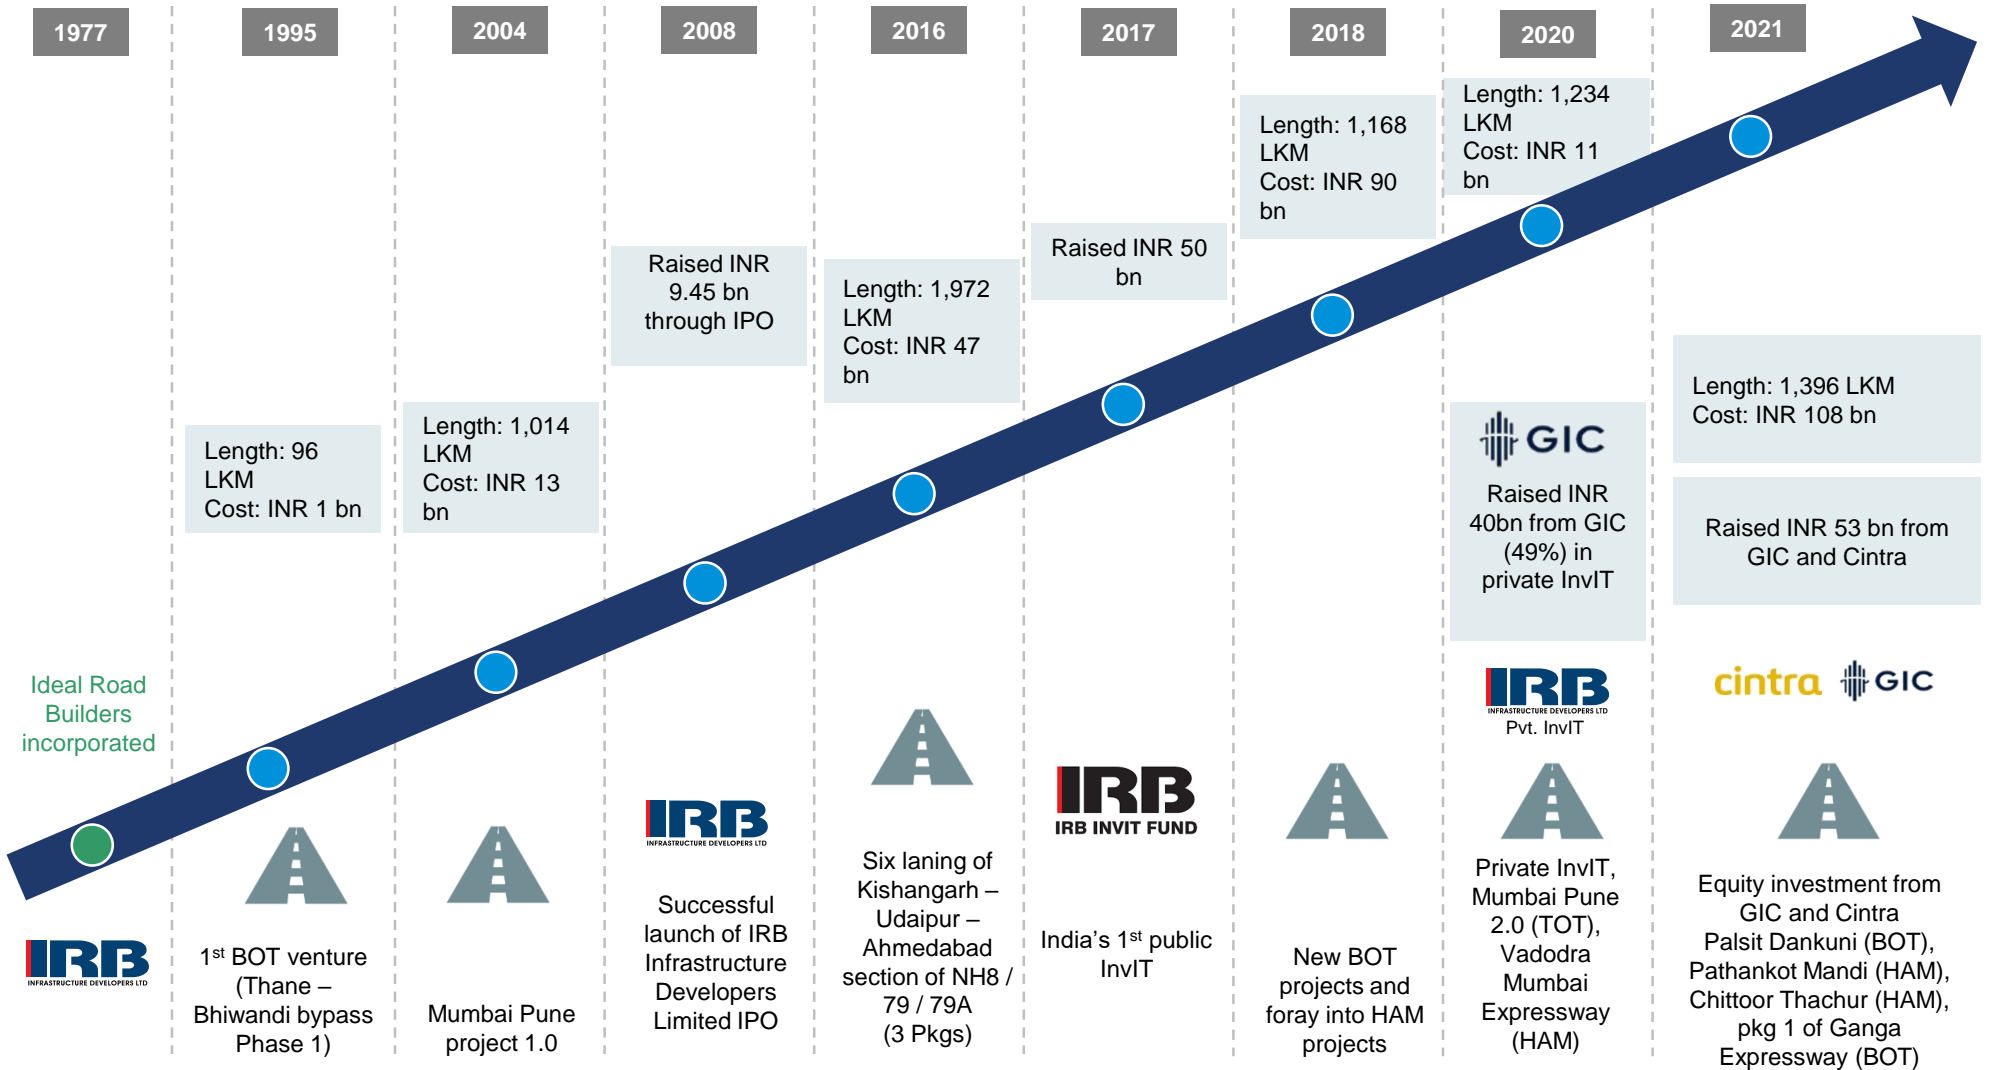 1977
1995
2004
2008
2016
2017
2018
2020
2021
Ideal Road
Builders
incorporated
IRB
INFRASTRUCTURE DEVELOPERS LTD
Length: 96
LKM
Cost: INR 1 bn
1st BOT venture
(Thane –
Bhiwandi bypass
Phase 1)
Length: 1,014
LKM
Cost: INR 13
bn
Mumbai Pune
project 1.0
Raised INR
9.45 bn
through IPO
IRB
INFRASTRUCTURE DEVELOPERS LTD
Successful
launch of IRB
Infrastructure
Developers
Limited IPO
Length: 1,972
LKM
Cost: INR 47
bn
Six laning of
Kishangarh –
Udaipur –
Ahmedabad
section of NH8 /
79 / 79A
(3 Pkgs)
Raised INR 50
bn
IRB
IRB INVIT FUND
India’s 1st public
InvIT
Length: 1,168
LKM
Cost: INR 90
bn
New BOT
projects and
foray into HAM
projects
Length: 1,234
LKM
Cost: INR 11
bn
GIC
Raised INR
40bn from GIC
(49%) in
private InvIT
IRB
INFRASTRUCTURE DEVELOPERS LTD
Pvt. InvIT
Private InvIT,
Mumbai Pune
2.0 (TOT),
Vadodra
Mumbai
Expressway
(HAM)
Length: 1,396 LKM
Cost: INR 108 bn
Raised INR 53 bn from
GIC and Cintra
cintra GIC
Equity investment from
GIC and Cintra
Palsit Dankuni (BOT),
Pathankot Mandi (HAM),
Chittoor Thachur (HAM),
pkg 1 of Ganga
Expressway (BOT)